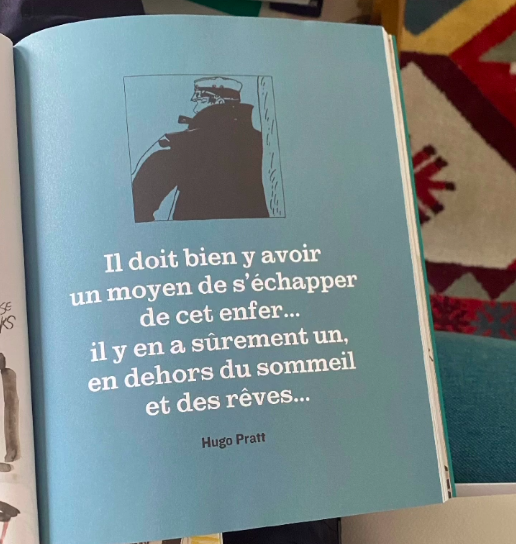 Il doit bien y avoir
un moyen de s'échapper
de cet enfer...
il y en a sûrement un,
en dehors du sommeil
et des rêves...
Hugo Pratt